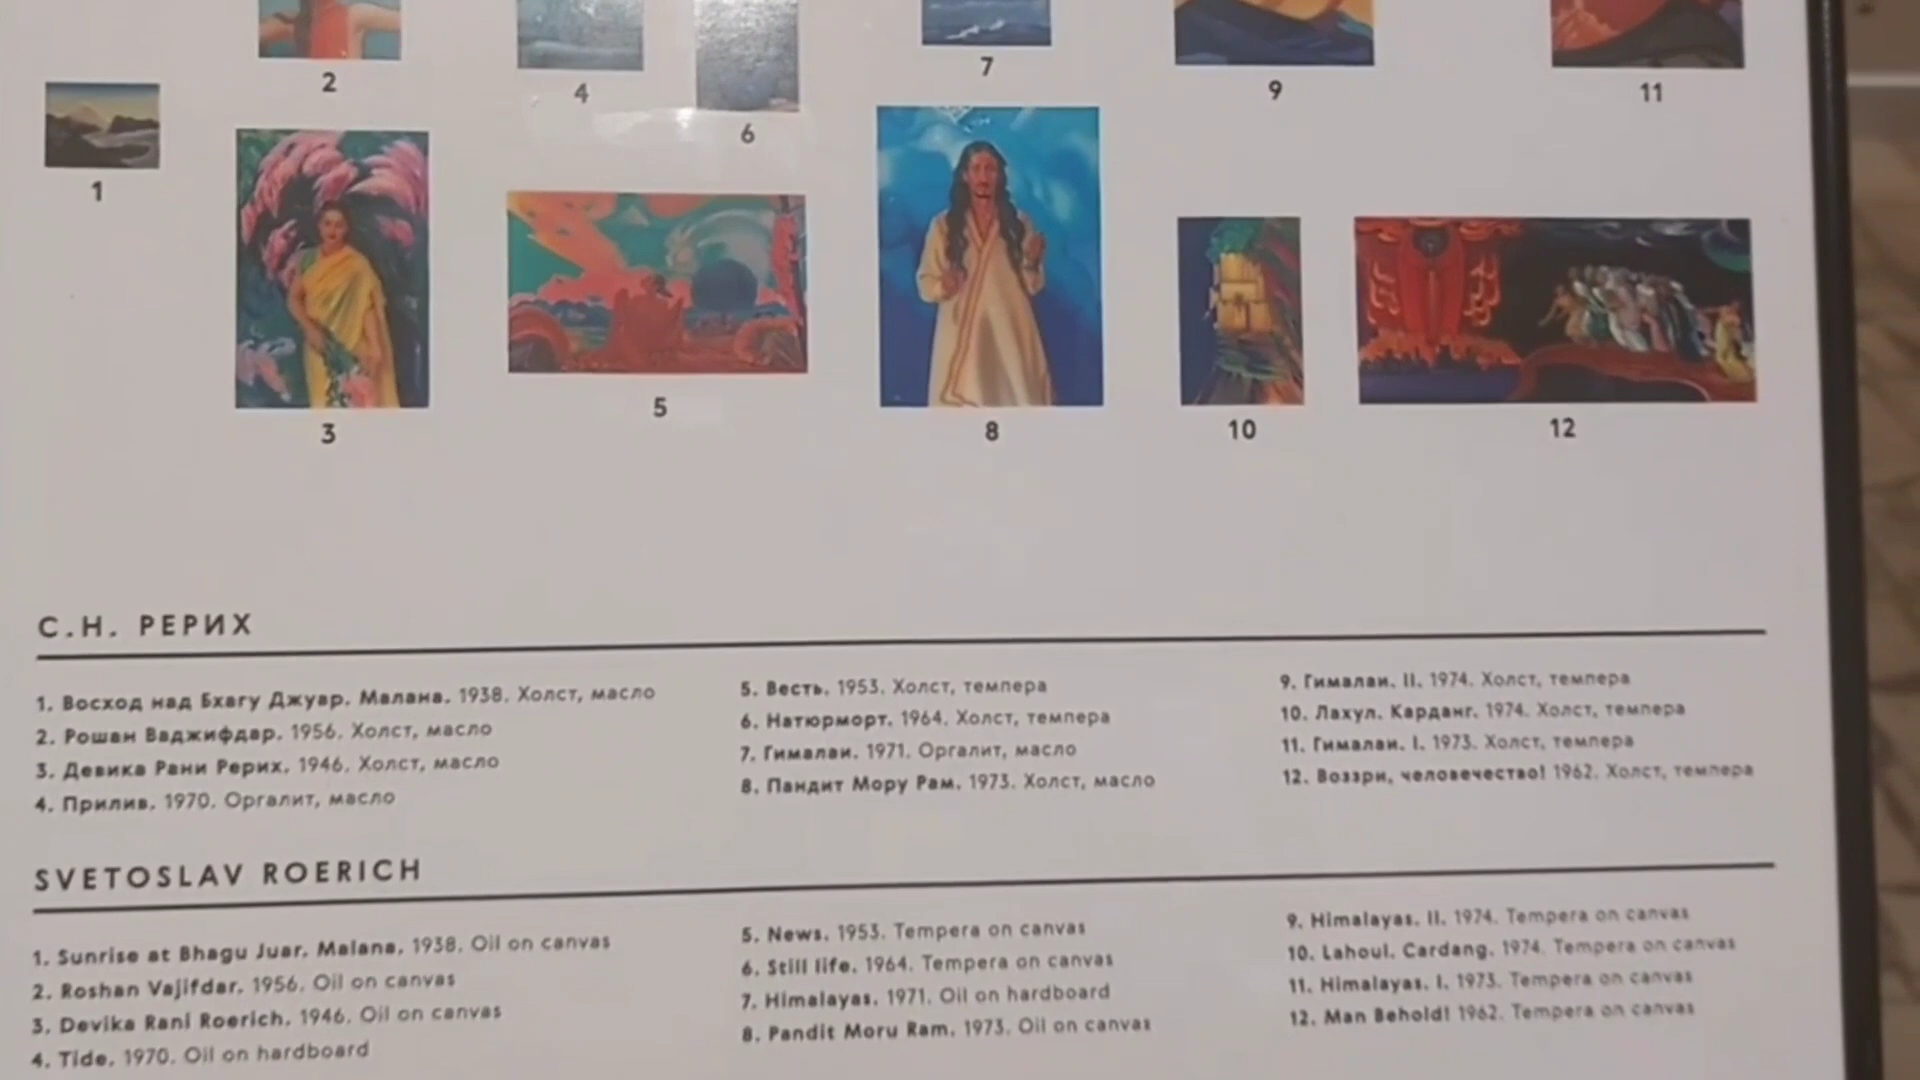 2
4
6
7
9
11
1
3
5
8
10
12
С.Н. РЕРИХ
1. Восход над Бхагу Джуар. Малана. 1938. Холст, масло
2. Рошан Ваджифдар. 1956. Холст, масло
3. Девика Рани Рерих. 1946. Холст, масло
4. Прилив. 1970. Оргалит, масло
5. Весть. 1953. Холст, темпера
6. Натюрморт. 1964. Холст, темпера
7. Гималаи. 1971. Оргалит, масло
8. Пандит Мору Рам. 1973. Холст, масло
9. Гималаи. II. 1974. Холст, темпера
10. Лахул. Карданг. 1974. Холст, темпера
11. Гималаи. I. 1973. Холст, темпера
12. Воззри, человечество! 1962. Холст, темпера
SVETOSLAV ROERICH
1. Sunrise at Bhagu Juar. Malana. 1938. Oil on canvas
2. Roshan Vajifdar. 1956. Oil on canvas
3. Devika Rani Roerich. 1946. Oil on canvas
4. Tide. 1970. Oil on hardboard
5. News. 1953. Tempera on canvas
6. Still life. 1964. Tempera on canvas
7. Himalayas. 1971. Oil on hardboard
8. Pandit Moru Ram. 1973. Oil on canvas
9. Himalayas. II. 1974. Tempera on canvas
10. Lahoul. Cardang. 1974. Tempera on canvas
11. Himalayas. I. 1973. Tempera on canvas
12. Man Behold! 1962. Tempera on canvas